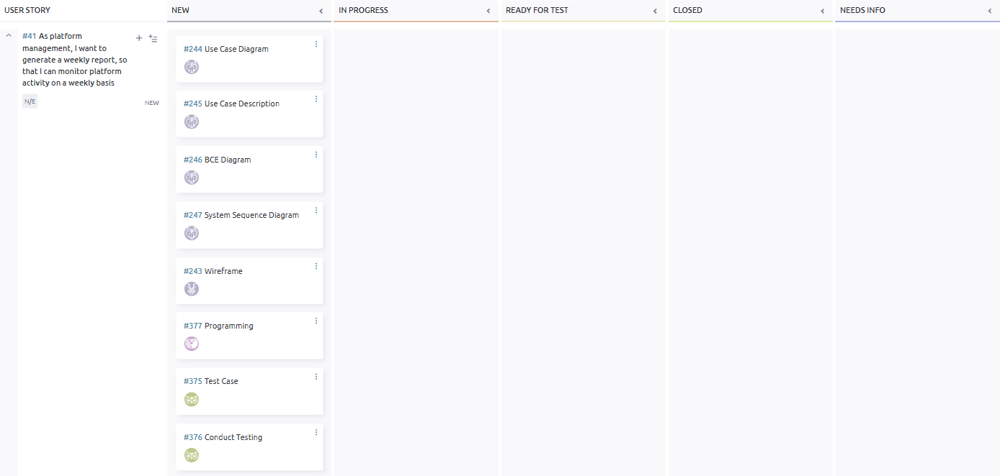 USER STORY
NEW
IN PROGRESS
READY FOR TEST
CLOSED
NEEDS INFO
#41 As platform
management, I want to
generate a weekly report, so
that I can monitor platform
activity on a weekly basis
N/E
NEW
#244 Use Case Diagram
#245 Use Case Description
#246 BCE Diagram
#247 System Sequence Diagram
#243 Wireframe
#377 Programming
#375 Test Case
#376 Conduct Testing